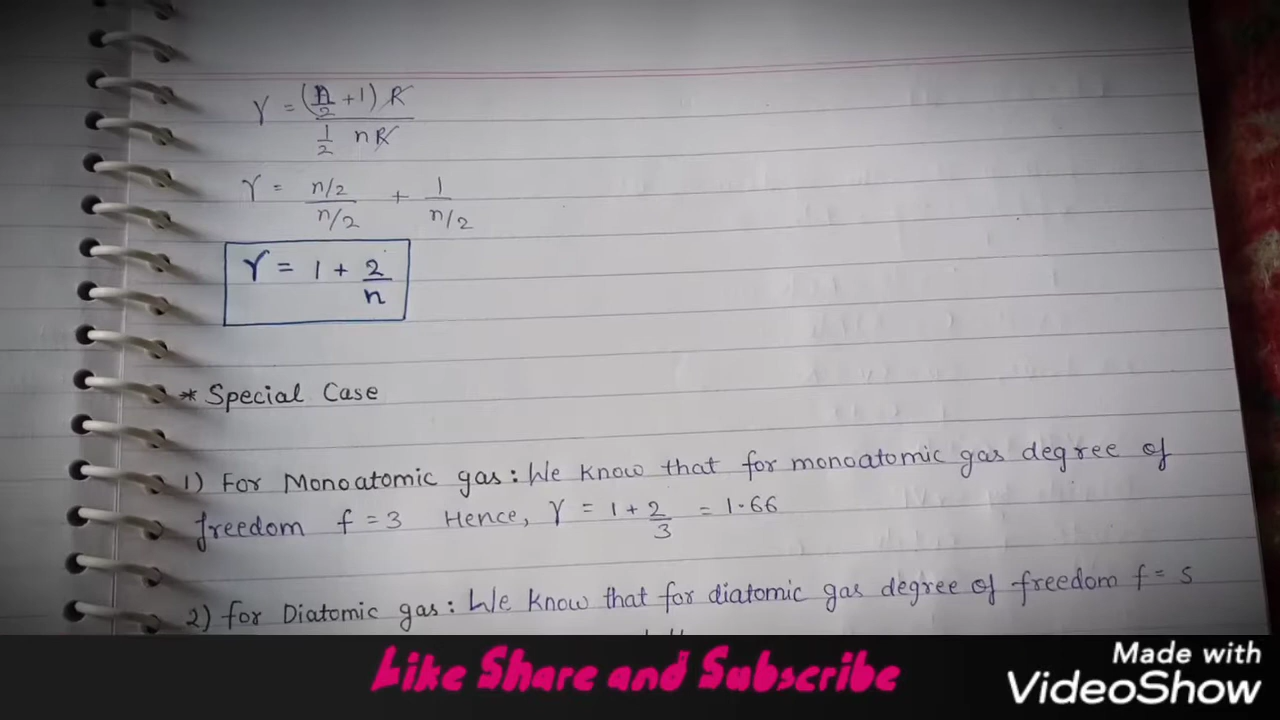 γ = (n/2 + 1) R / 1/2 nR
γ = n/2 / n/2 + 1 / n/2
γ = 1 + 2/n
* Special Case
1) For Monoatomic gas: We know that for monoatomic gas degree of
freedom f = 3 Hence, γ = 1 + 2/3 = 1.66
2) for Diatomic gas: We know that for diatomic gas degree of freedom f = 5
Like Share and Subscribe
Made with
VideoShow